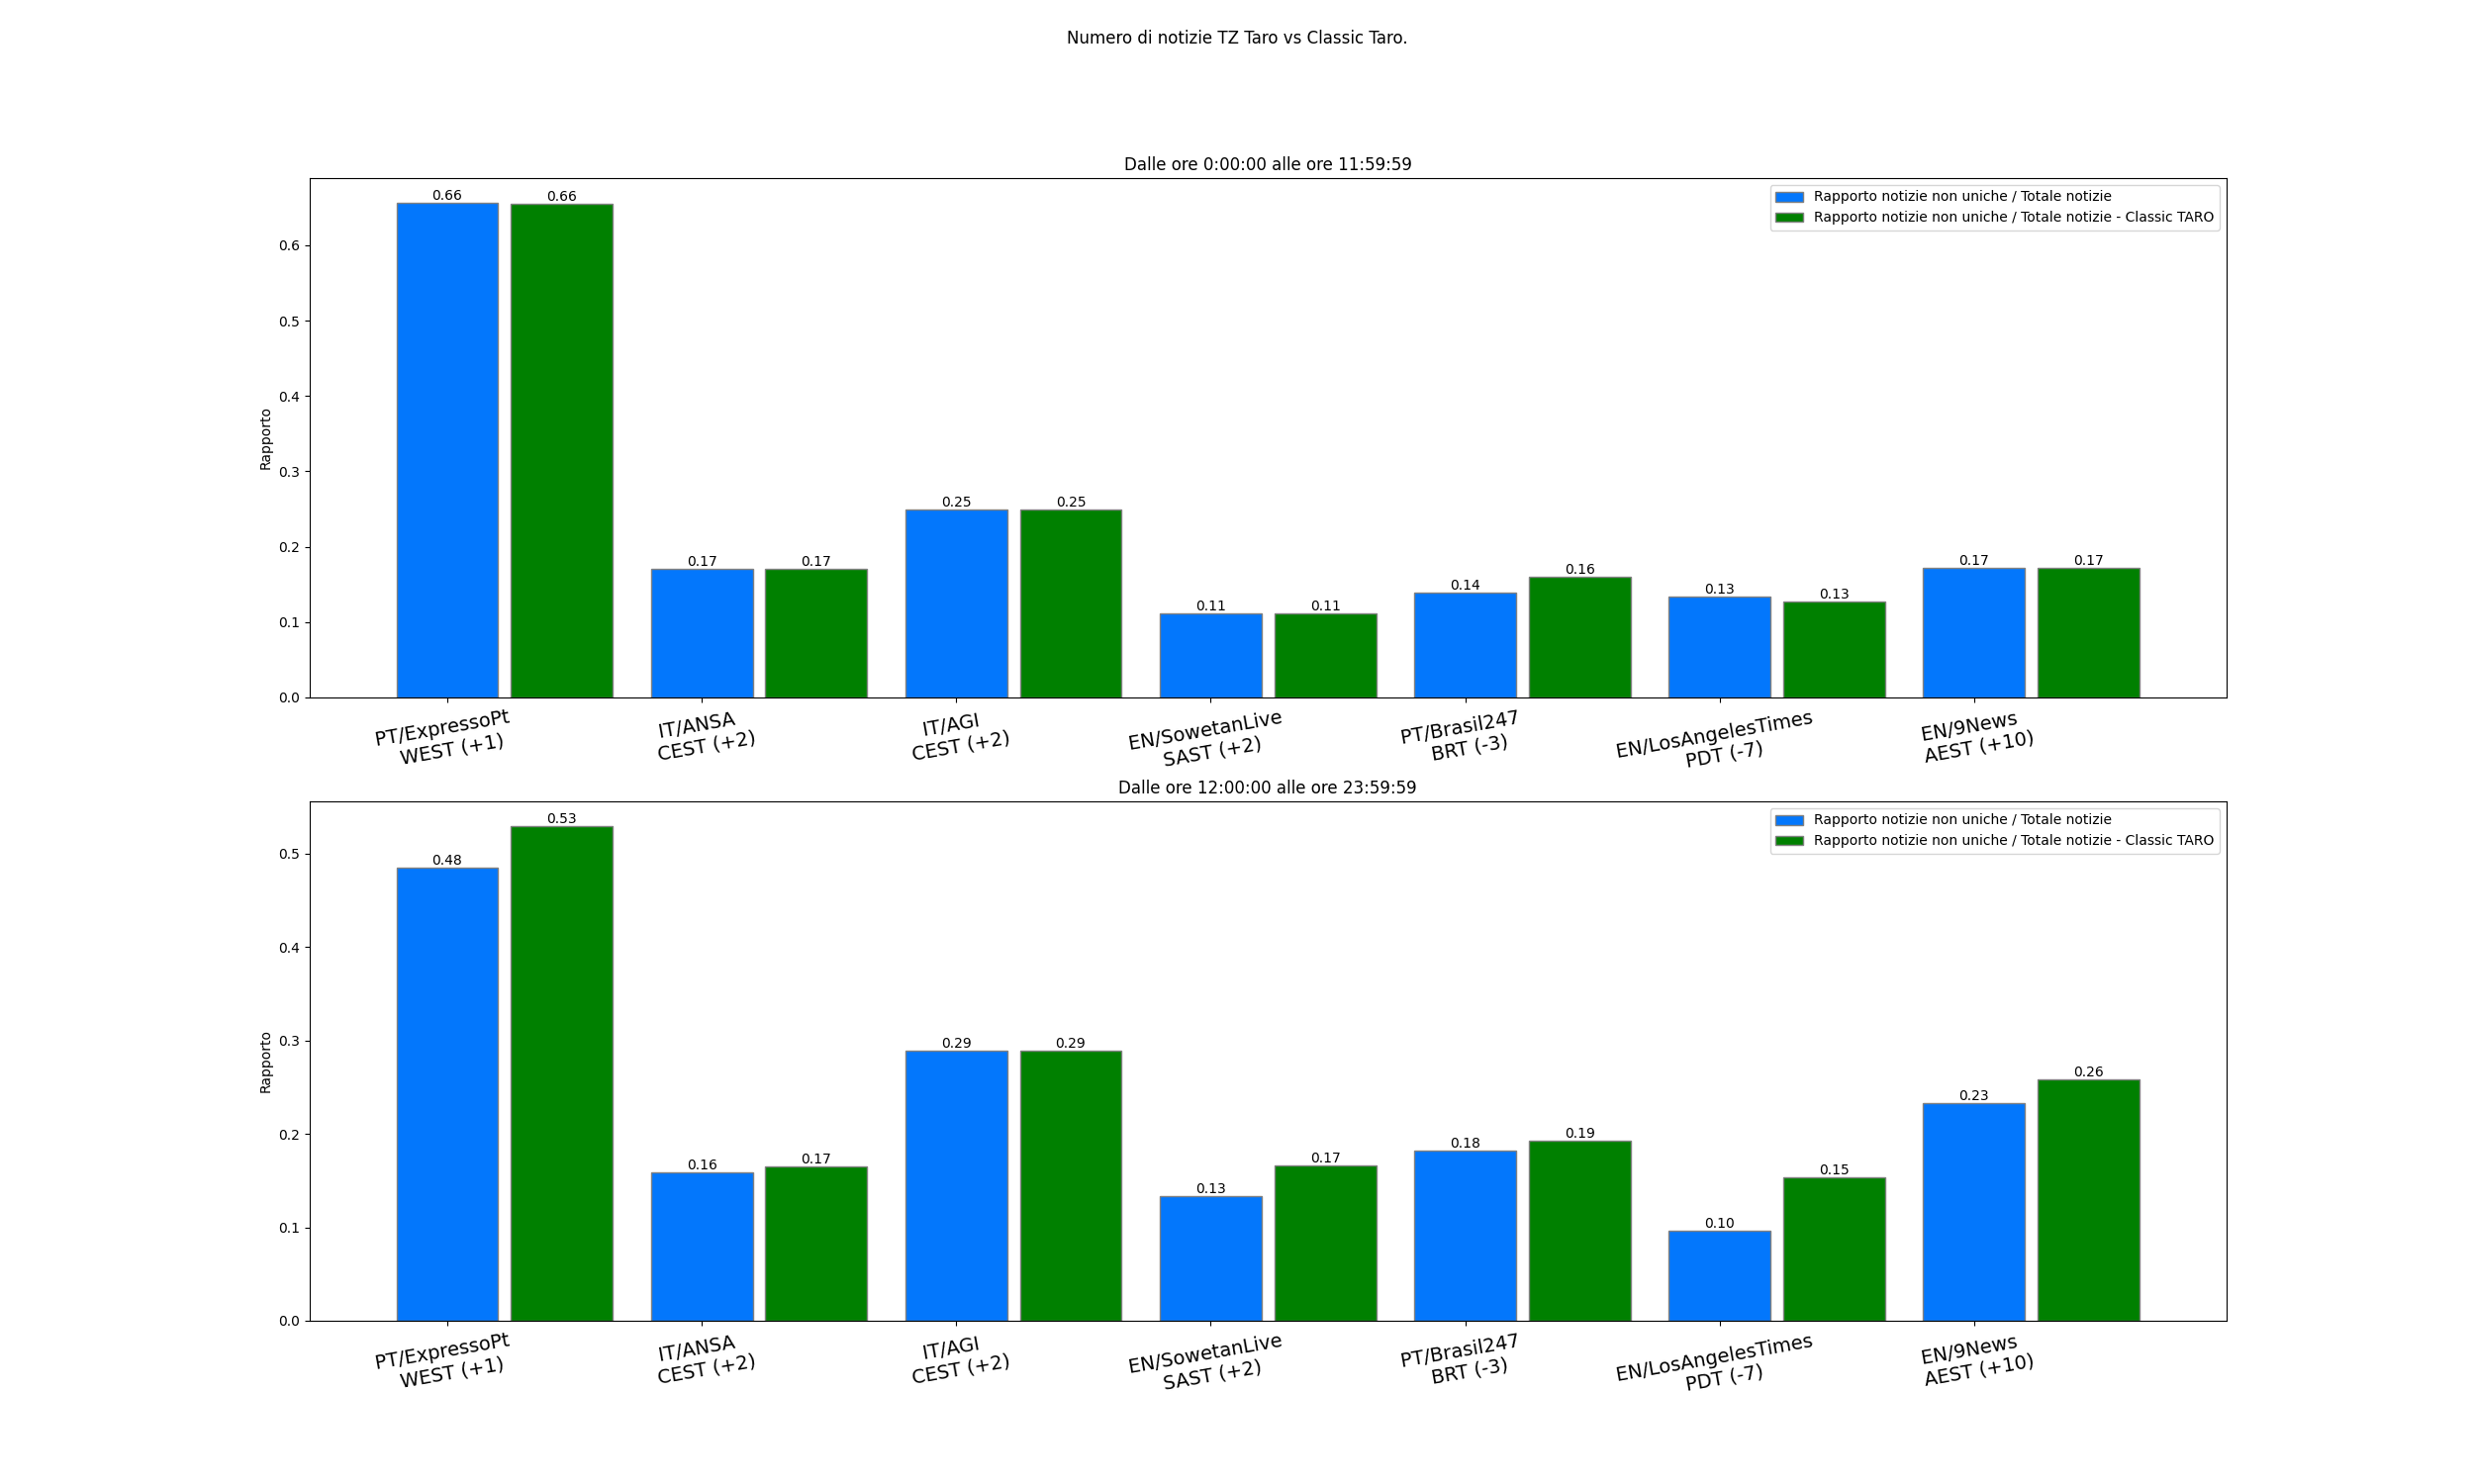 Numero di notizie TZ Taro vs Classic Taro.
Dalle ore 0:00:00 alle ore 11:59:59
Rapporto notizie non uniche / Totale notizie
Rapporto notizie non uniche / Totale notizie - Classic TARO
Rapporto
0.6
0.5
0.4
0.3
0.2
0.1
0.0
0.66
0.66
0.17
0.17
0.25
0.25
0.11
0.11
0.14
0.16
0.13
0.13
0.17
0.17
PT/ExpressoPt
WEST (+1)
IT/ANSA
CEST (+2)
IT/AGI
CEST (+2)
EN/SowetanLive
SAST (+2)
PT/Brasil247
BRT (-3)
EN/LosAngelesTimes
PDT (-7)
EN/9News
AEST (+10)
Dalle ore 12:00:00 alle ore 23:59:59
Rapporto notizie non uniche / Totale notizie
Rapporto notizie non uniche / Totale notizie - Classic TARO
Rapporto
0.5
0.4
0.3
0.2
0.1
0.0
0.48
0.53
0.16
0.17
0.29
0.29
0.13
0.17
0.18
0.19
0.10
0.15
0.23
0.26
PT/ExpressoPt
WEST (+1)
IT/ANSA
CEST (+2)
IT/AGI
CEST (+2)
EN/SowetanLive
SAST (+2)
PT/Brasil247
BRT (-3)
EN/LosAngelesTimes
PDT (-7)
EN/9News
AEST (+10)